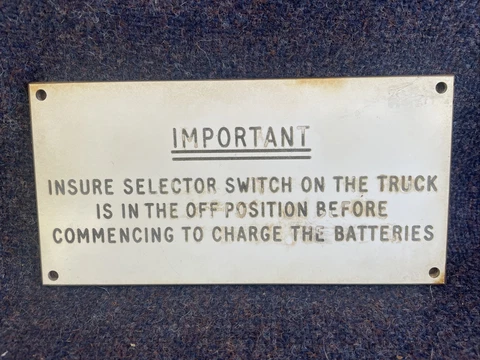 IMPORTANT
INSURE SELECTOR SWITCH ON THE TRUCK
IS IN THE OFF POSITION BEFORE
COMMENCING TO CHARGE THE BATTERIES